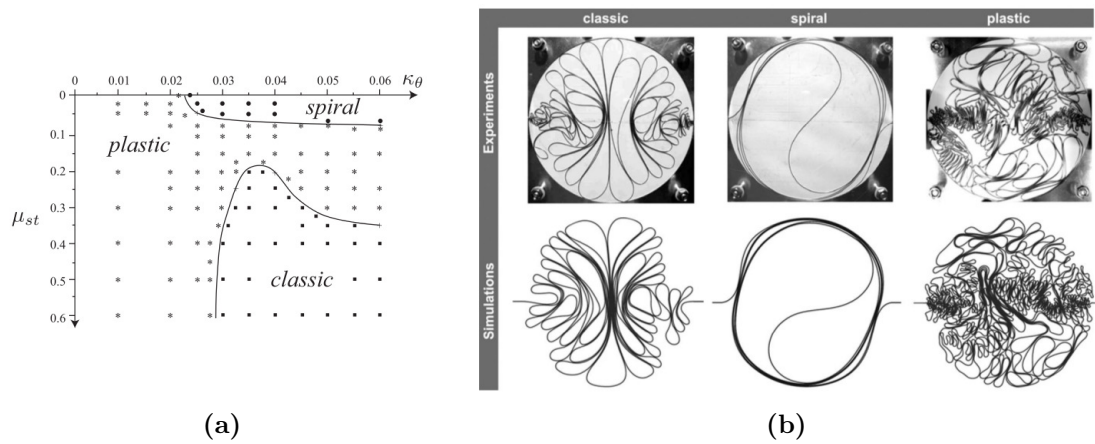 0 0.01 0.02 0.03 0.04 0.05 0.06 κθ
0
0.1
0.2
0.3
0.4
0.5
0.6
μst
spiral
plastic
classic
(a)
classic spiral plastic
Experiments
Simulations
(b)